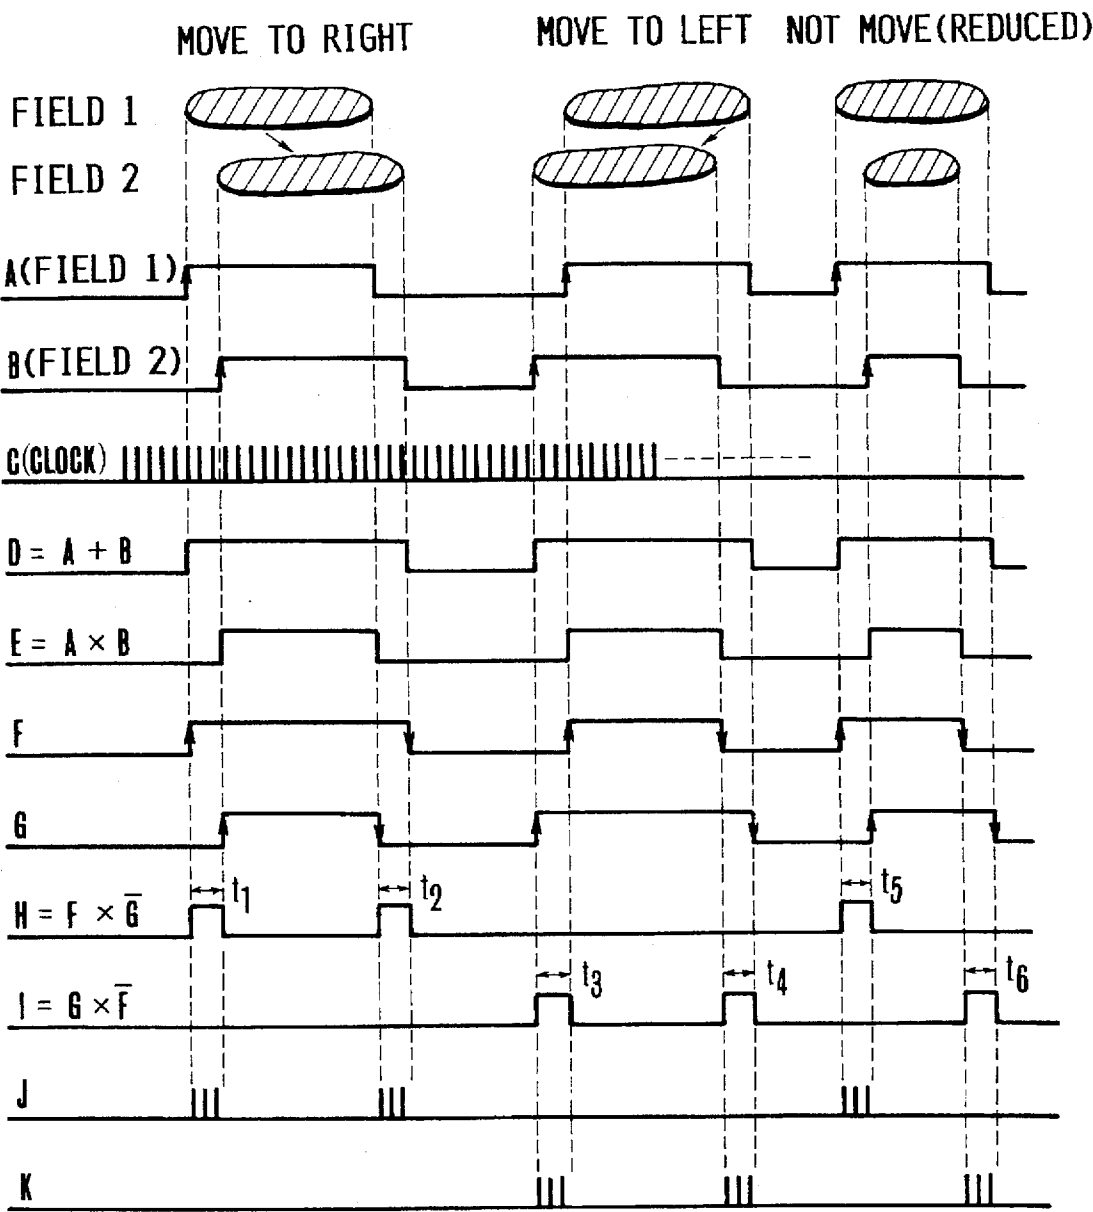 MOVE TO RIGHT MOVE TO LEFT NOT MOVE(REDUCED)
FIELD 1
FIELD 2
A(FIELD 1)
B(FIELD 2)
C(CLOCK)
D = A + B
E = A × B
F
G
t1 t2 t5
H = F × G̅
t3 t4 t6
I = G × F̅
J
K